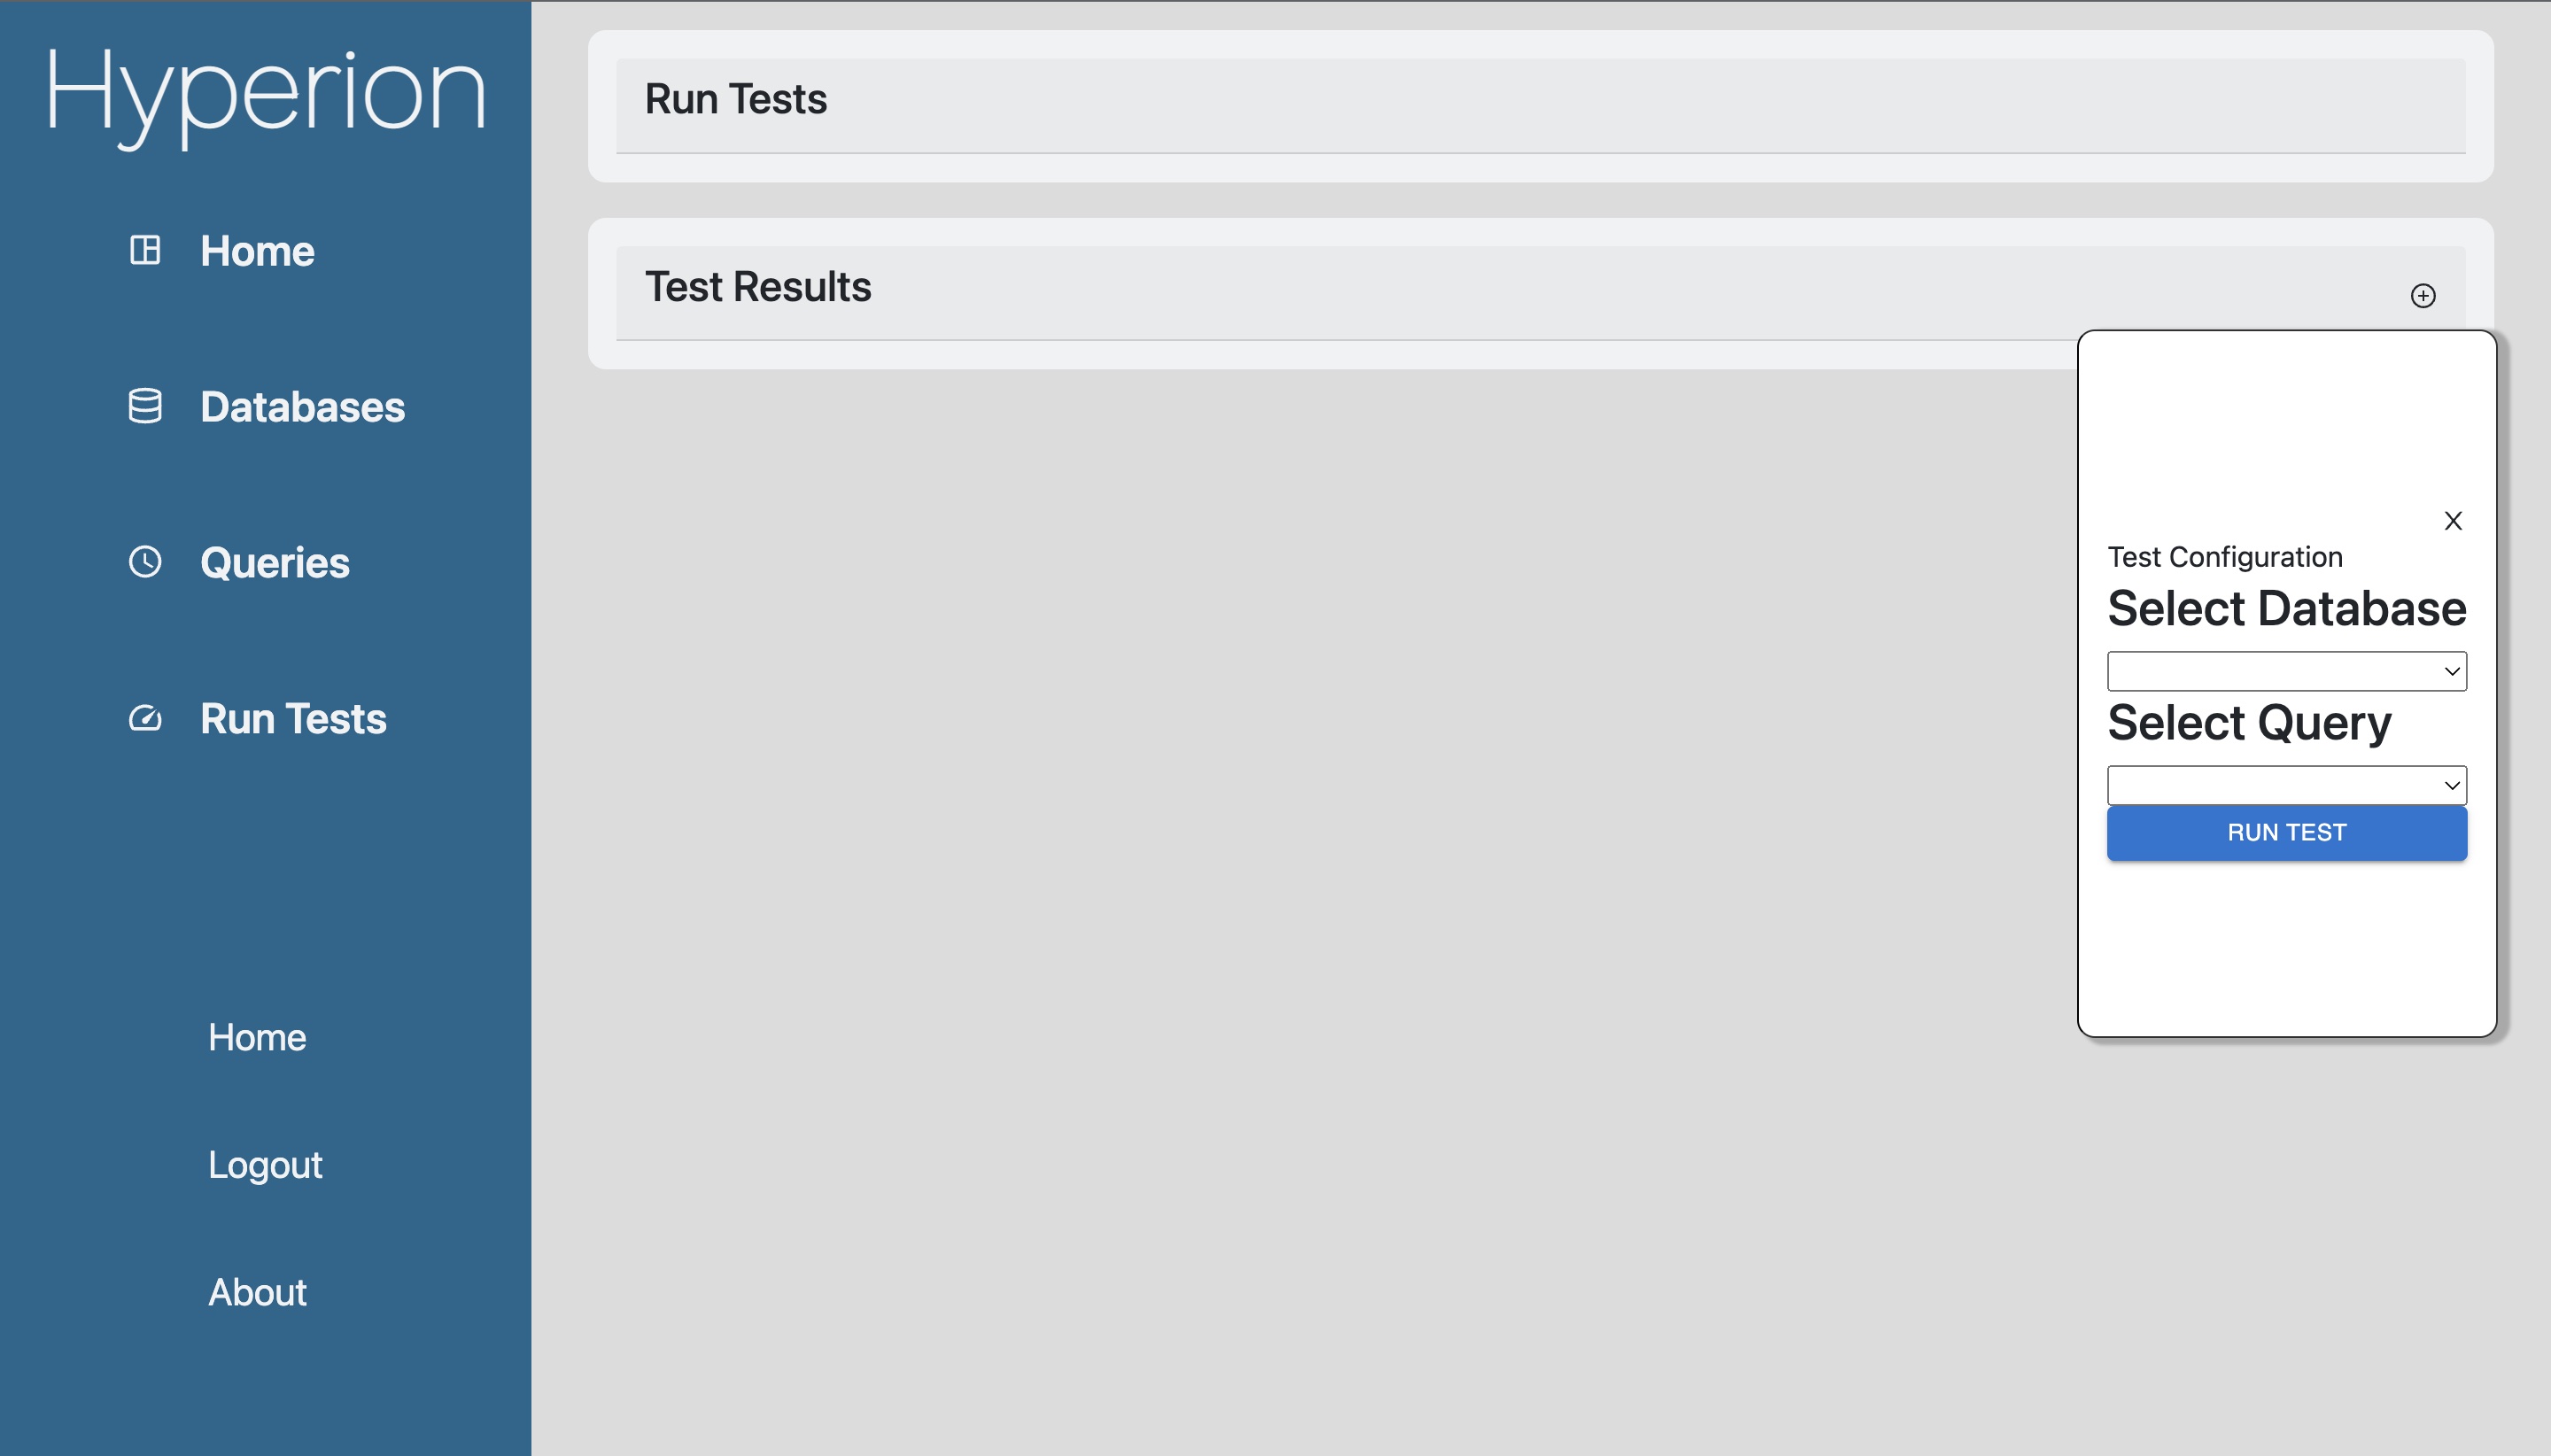 Hyperion
Home
Databases
Queries
Run Tests
Home
Logout
About
Run Tests
Test Results
X
Test Configuration
Select Database
Select Query
RUN TEST